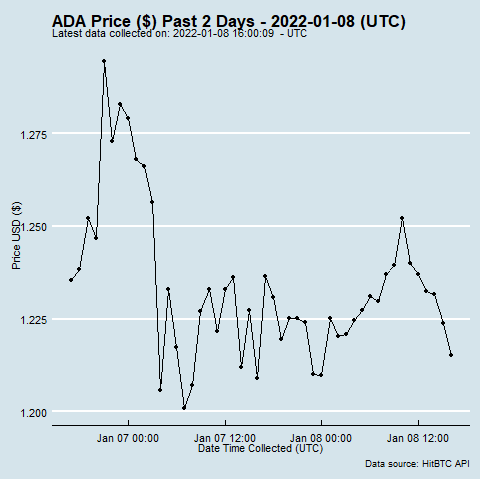 ADA Price ($) Past 2 Days - 2022-01-08 (UTC)
Latest data collected on: 2022-01-08 16:00:09 - UTC
Price USD ($)
1.275
1.250
1.225
1.200
Jan 07 00:00 Jan 07 12:00 Jan 08 00:00 Jan 08 12:00
Date Time Collected (UTC)
Data source: HitBTC API